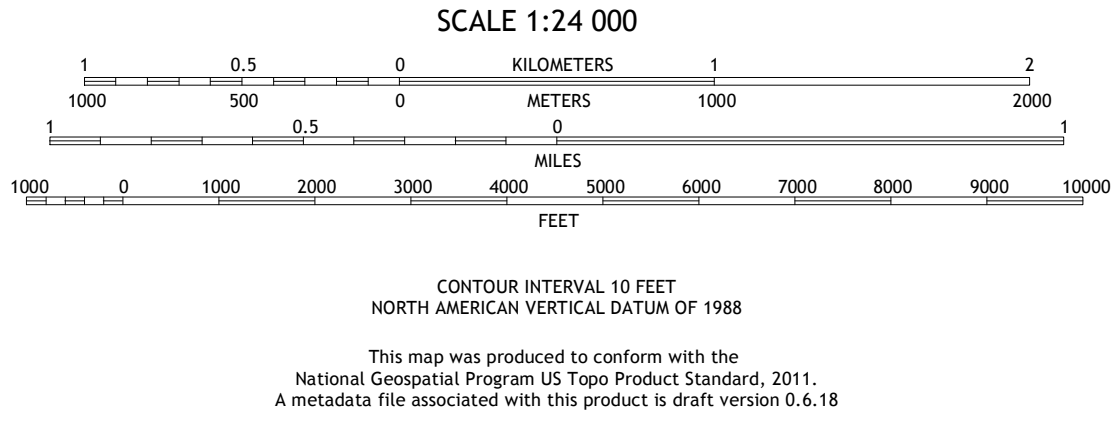 SCALE 1:24 000
1 0.5 0 KILOMETERS 1 2
1000 500 0 METERS 1000 2000
1 0.5 0 1
MILES
1000 0 1000 2000 3000 4000 5000 6000 7000 8000 9000 10000
FEET
CONTOUR INTERVAL 10 FEET
NORTH AMERICAN VERTICAL DATUM OF 1988
This map was produced to conform with the
National Geospatial Program US Topo Product Standard, 2011.
A metadata file associated with this product is draft version 0.6.18